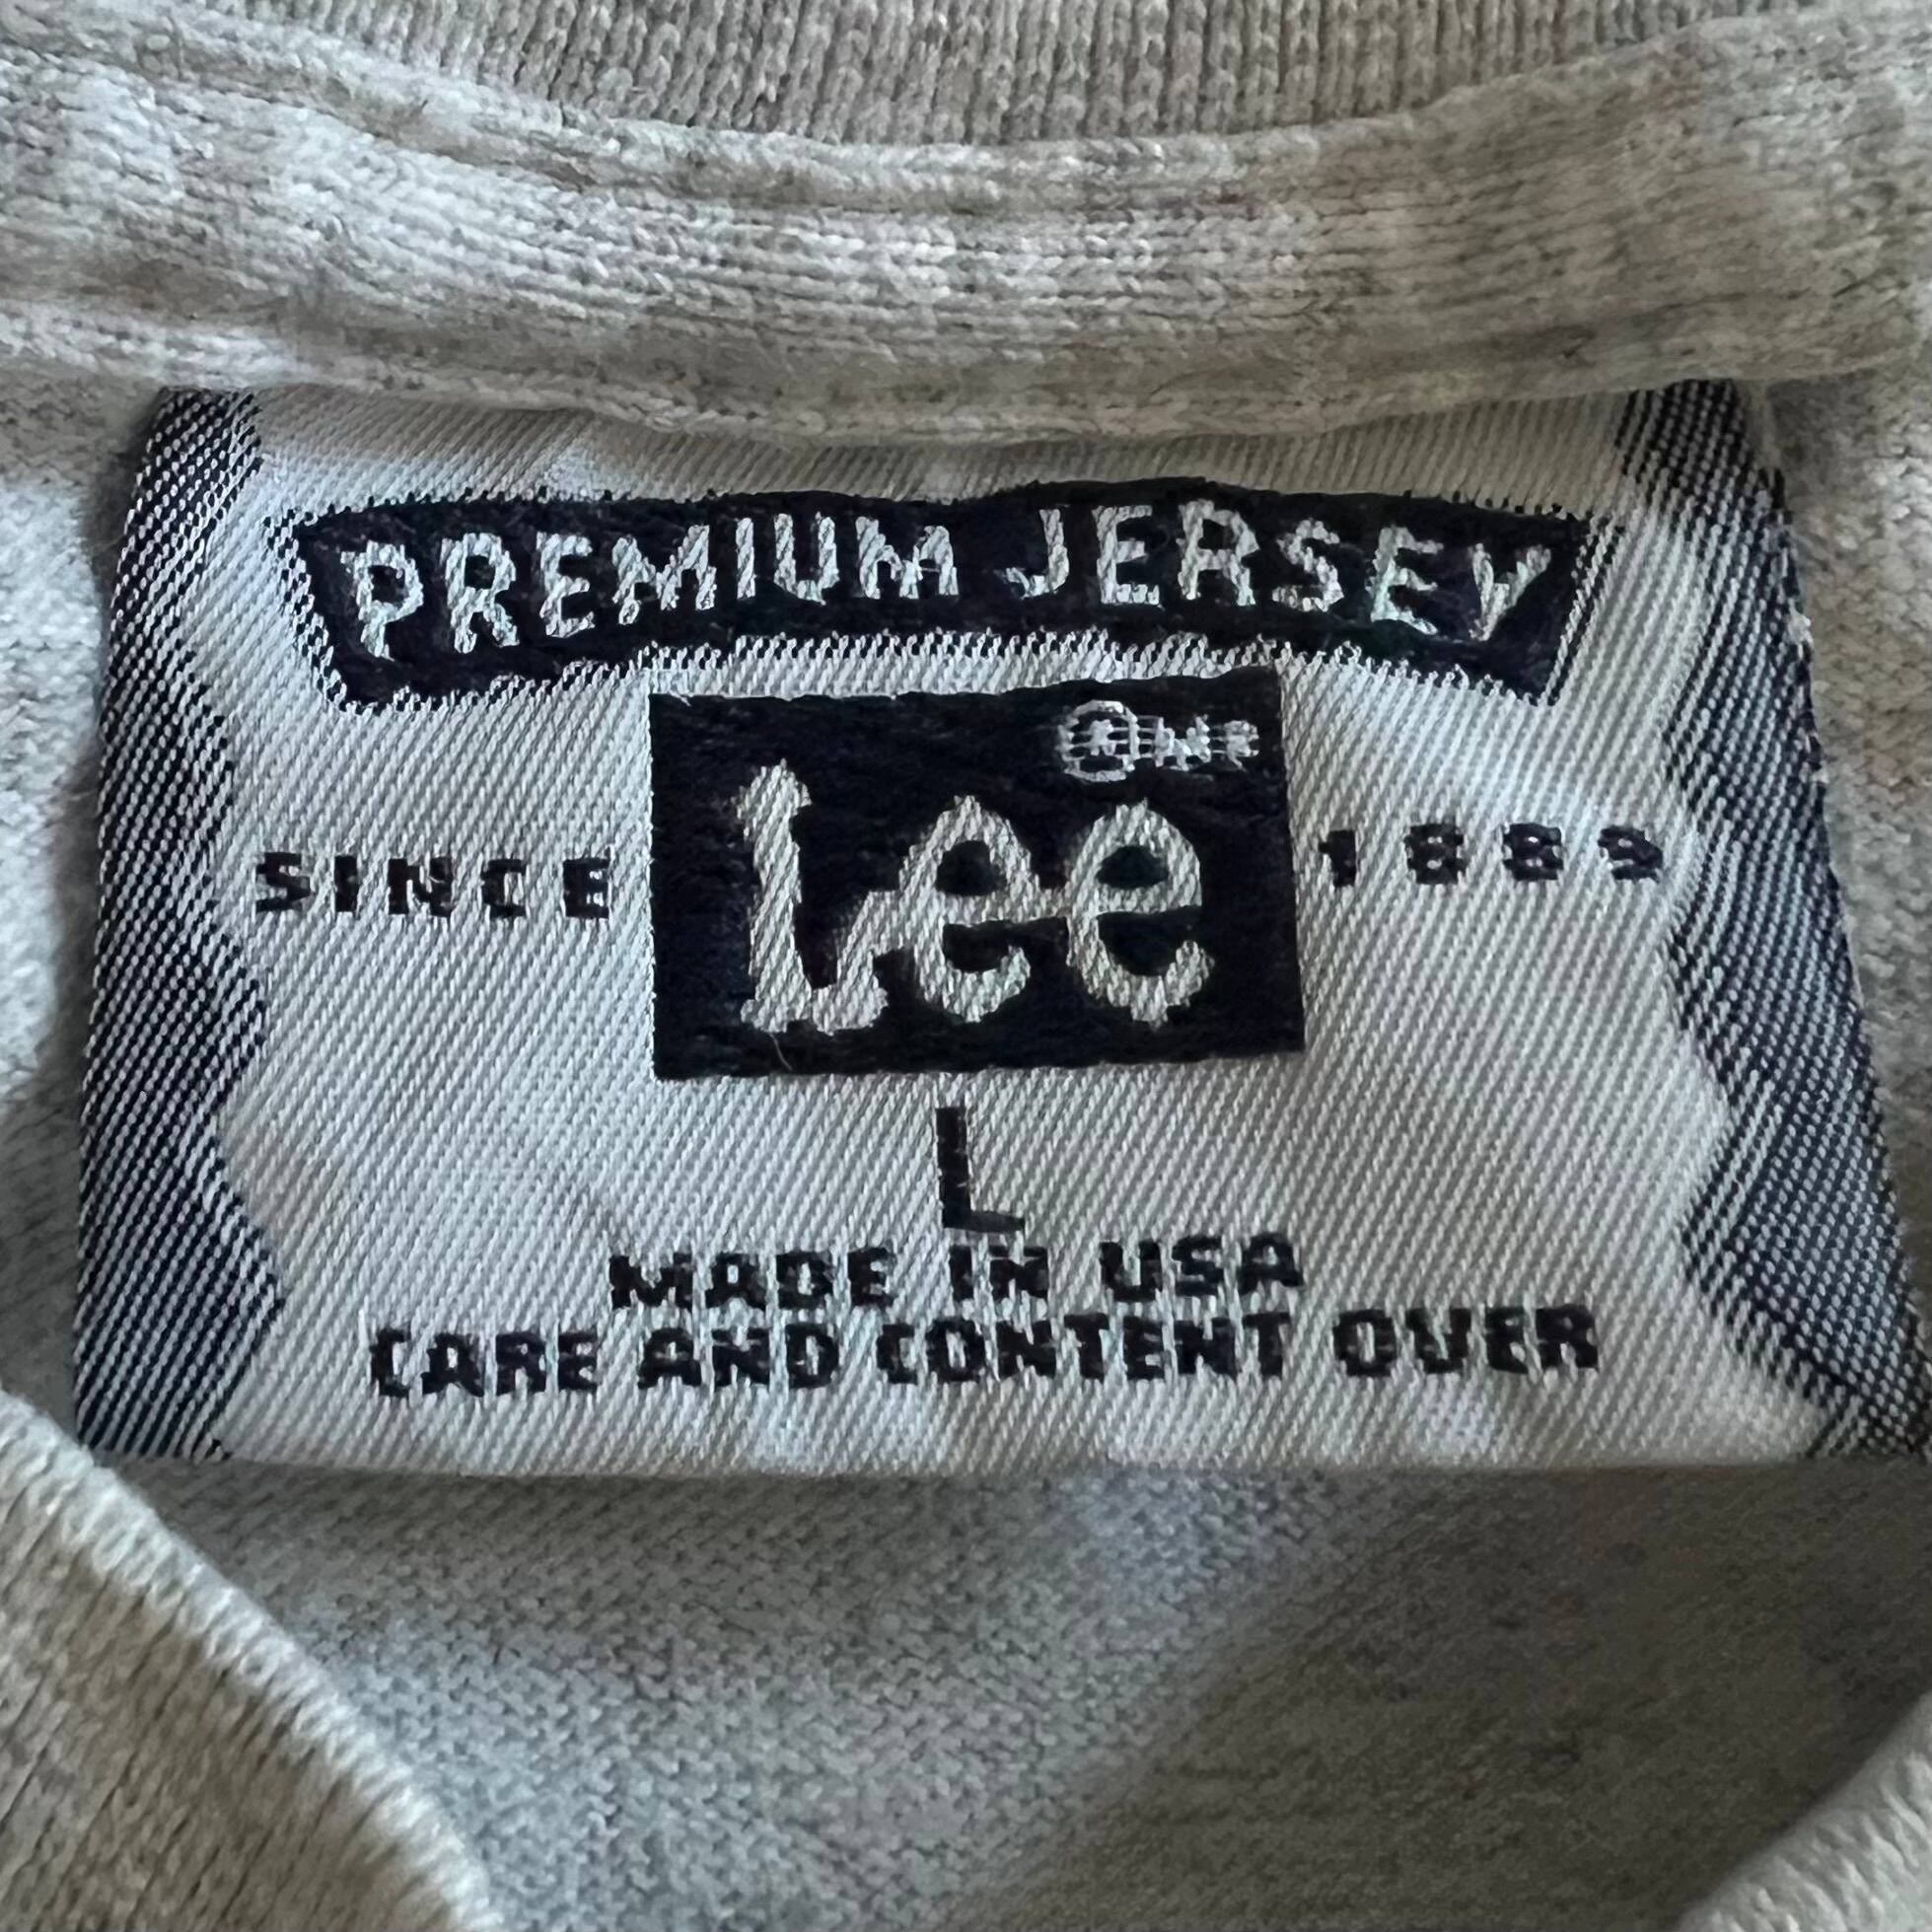 PREMIUM JERSEY
Lee
SINCE 1889
L
MADE IN USA
CARE AND CONTENT OVER